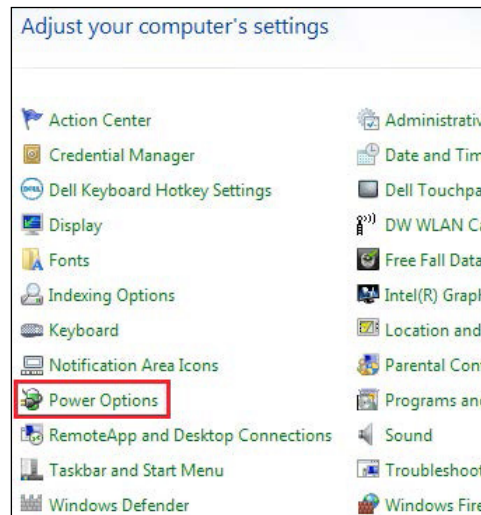 Adjust your computer's settings
Action Center
Credential Manager
Dell Keyboard Hotkey Settings
Display
Fonts
Indexing Options
Keyboard
Notification Area Icons
Power Options
RemoteApp and Desktop Connections
Taskbar and Start Menu
Windows Defender
Administrativ
Date and Tim
Dell Touchpa
DW WLAN Ca
Free Fall Data
Intel(R) Graph
Location and
Parental Con
Programs and
Sound
Troubleshoot
Windows Fire